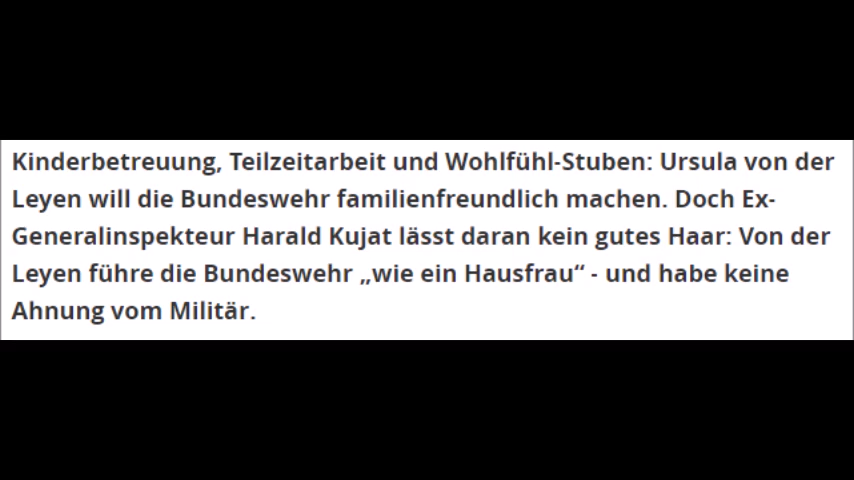 Kinderbetreuung, Teilzeitarbeit und Wohlfühl-Stuben: Ursula von der
Leyen will die Bundeswehr familienfreundlich machen. Doch Ex-
Generalinspekteur Harald Kujat lässt daran kein gutes Haar: Von der
Leyen führe die Bundeswehr „wie ein Hausfrau“ - und habe keine
Ahnung vom Militär.